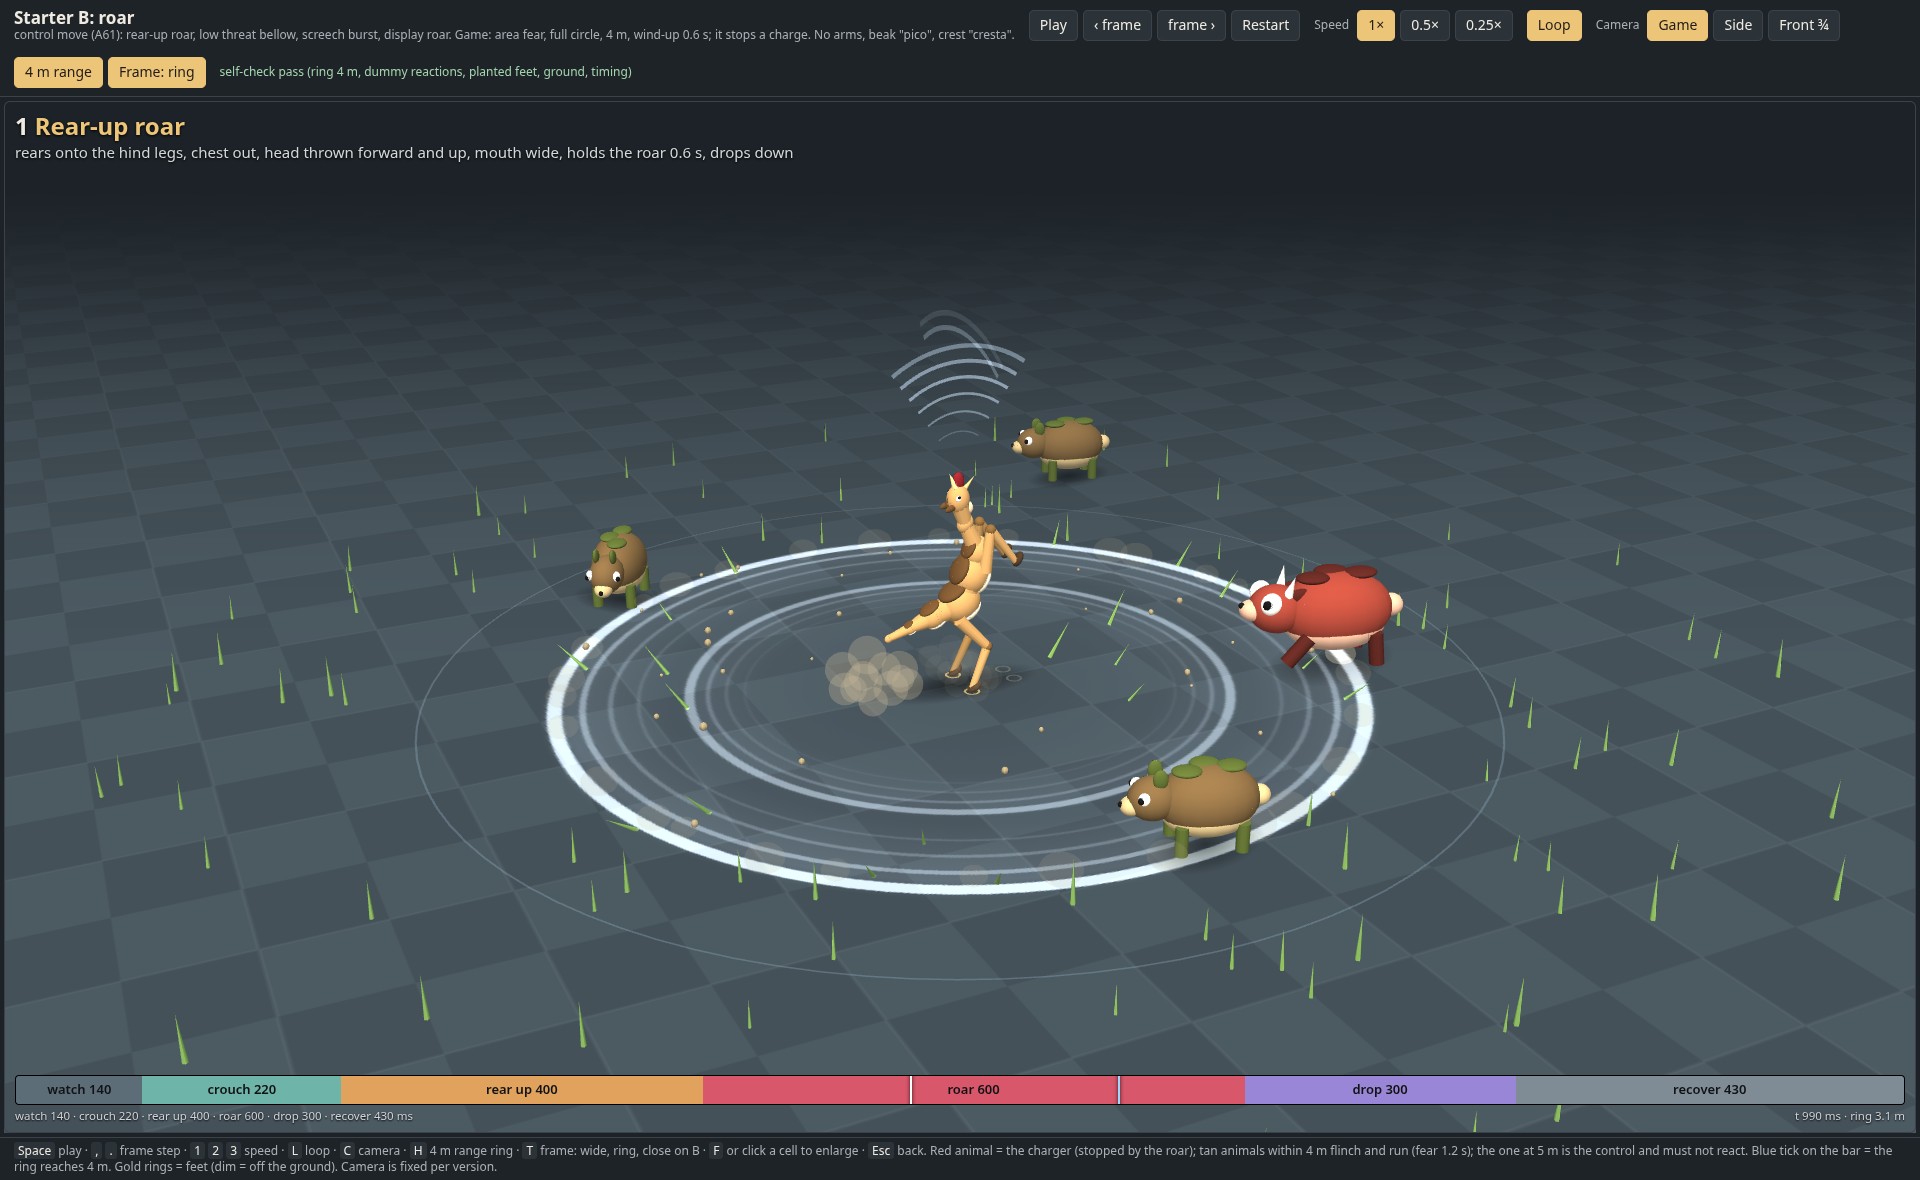 Starter B: roar
control move (A61): rear-up roar, low threat bellow, screech burst, display roar. Game: area fear, full circle, 4 m, wind-up 0.6 s; it stops a charge. No arms, beak "pico", crest "cresta".
Play ‹ frame frame › Restart Speed 1× 0.5× 0.25× Loop Camera Game Side Front ¾
4 m range Frame: ring self-check pass (ring 4 m, dummy reactions, planted feet, ground, timing)
1 Rear-up roar
rears onto the hind legs, chest out, head thrown forward and up, mouth wide, holds the roar 0.6 s, drops down
watch 140 crouch 220 rear up 400 roar 600 drop 300 recover 430
watch 140 · crouch 220 · rear up 400 · roar 600 · drop 300 · recover 430 ms t 990 ms · ring 3.1 m
Space play · , . frame step · 1 2 3 speed · L loop · C camera · H 4 m range ring · T frame: wide, ring, close on B · F or click a cell to enlarge · Esc back. Red animal = the charger (stopped by the roar); tan animals within 4 m flinch and run (fear 1.2 s); the one at 5 m is the control and must not react. Blue tick on the bar = the
ring reaches 4 m. Gold rings = feet (dim = off the ground). Camera is fixed per version.